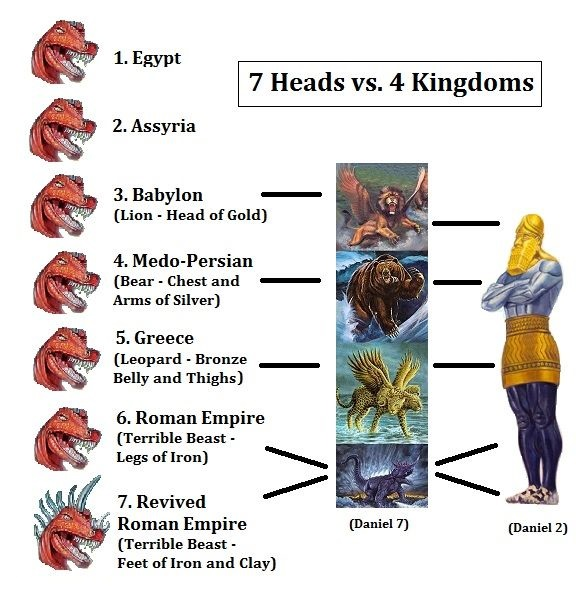 7 Heads vs. 4 Kingdoms
1. Egypt
2. Assyria
3. Babylon
(Lion - Head of Gold)
4. Medo-Persian
(Bear - Chest and
Arms of Silver)
5. Greece
(Leopard - Bronze
Belly and Thighs)
6. Roman Empire
(Terrible Beast -
Legs of Iron)
7. Revived
Roman Empire
(Terrible Beast -
Feet of Iron and Clay)
(Daniel 7)
(Daniel 2)